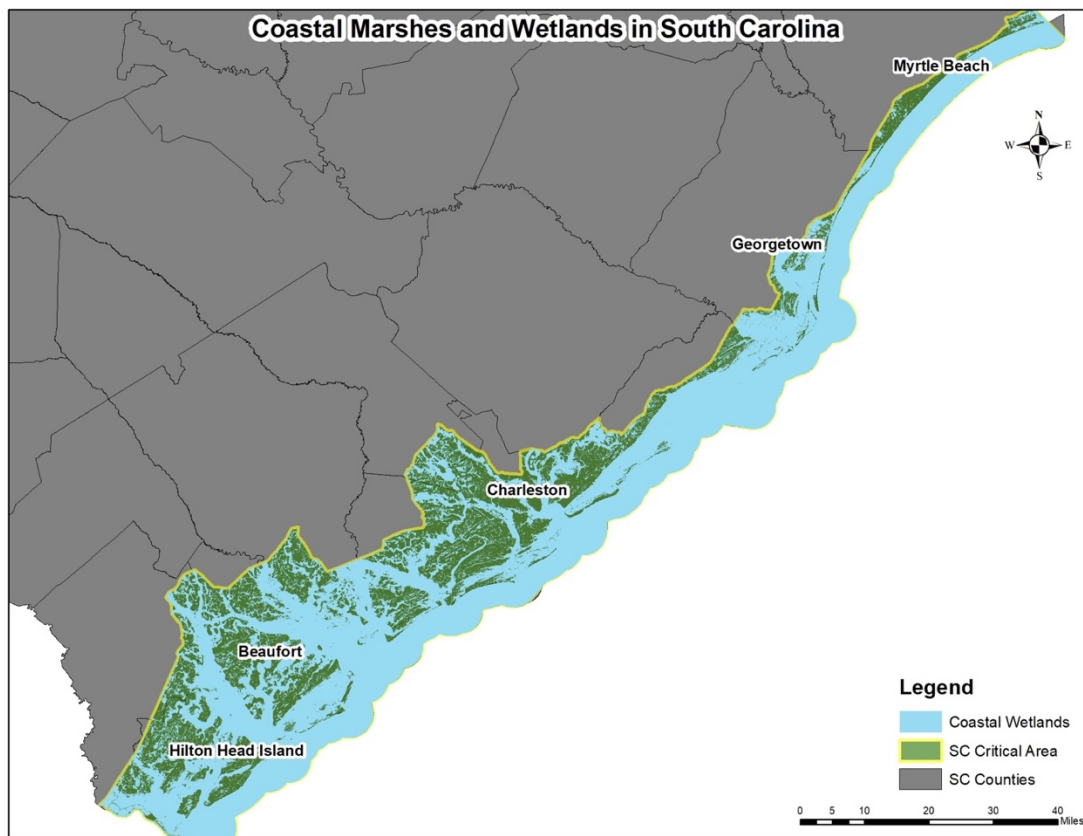 Coastal Marshes and Wetlands in South Carolina
Myrtle Beach
N
W E
S
Georgetown
Charleston
Beaufort
Hilton Head Island
Legend
Coastal Wetlands
SC Critical Area
SC Counties
0 5 10 20 30 40
Miles